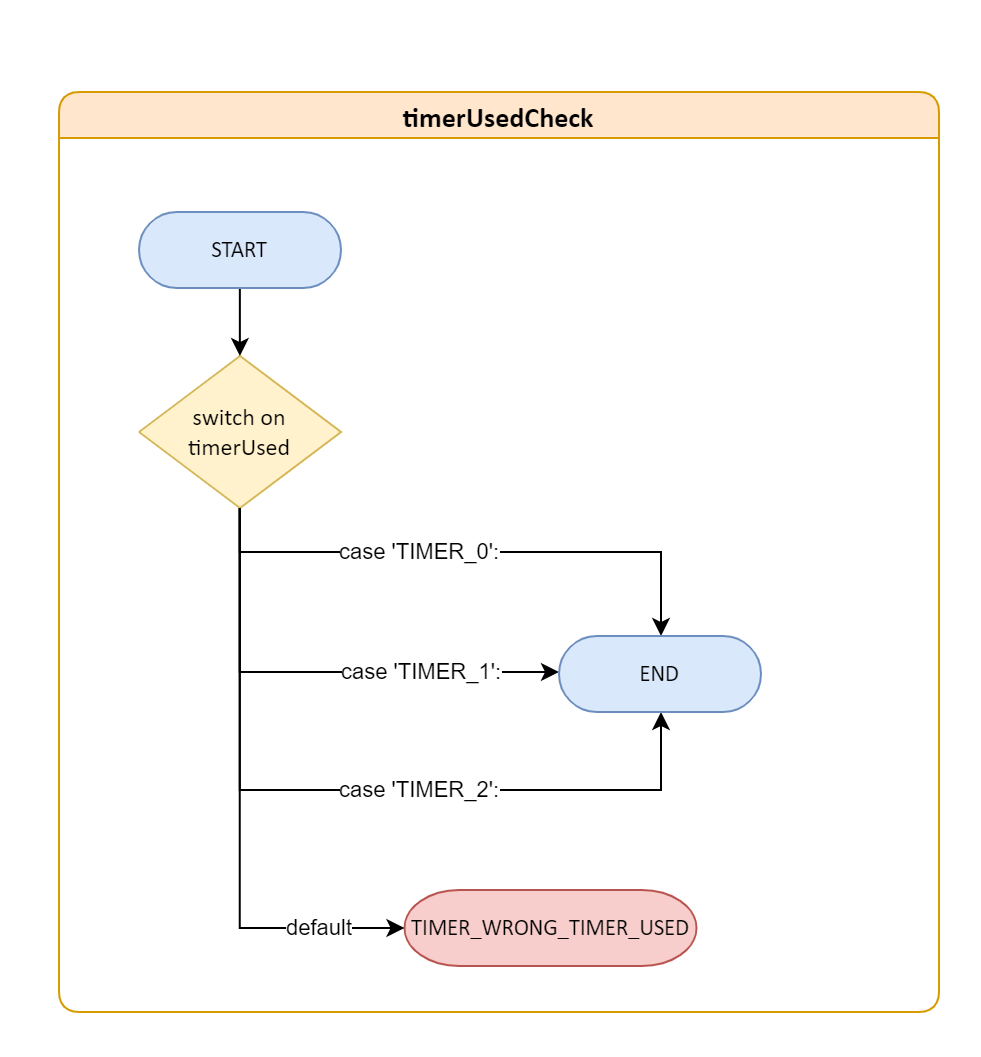 timerUsedCheck
START
switch on
timerUsed
case 'TIMER_0':
case 'TIMER_1':
END
case 'TIMER_2':
default
TIMER_WRONG_TIMER_USED